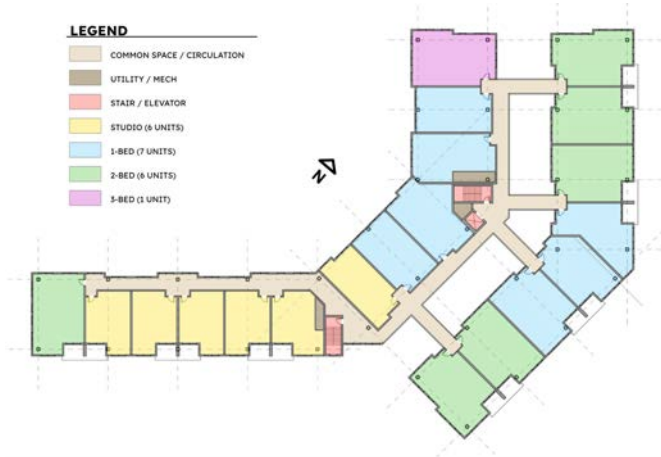 LEGEND
COMMON SPACE / CIRCULATION
UTILITY / MECH
STAIR / ELEVATOR
STUDIO (6 UNITS)
1-BED (7 UNITS)
2-BED (6 UNITS)
3-BED (1 UNIT)
N